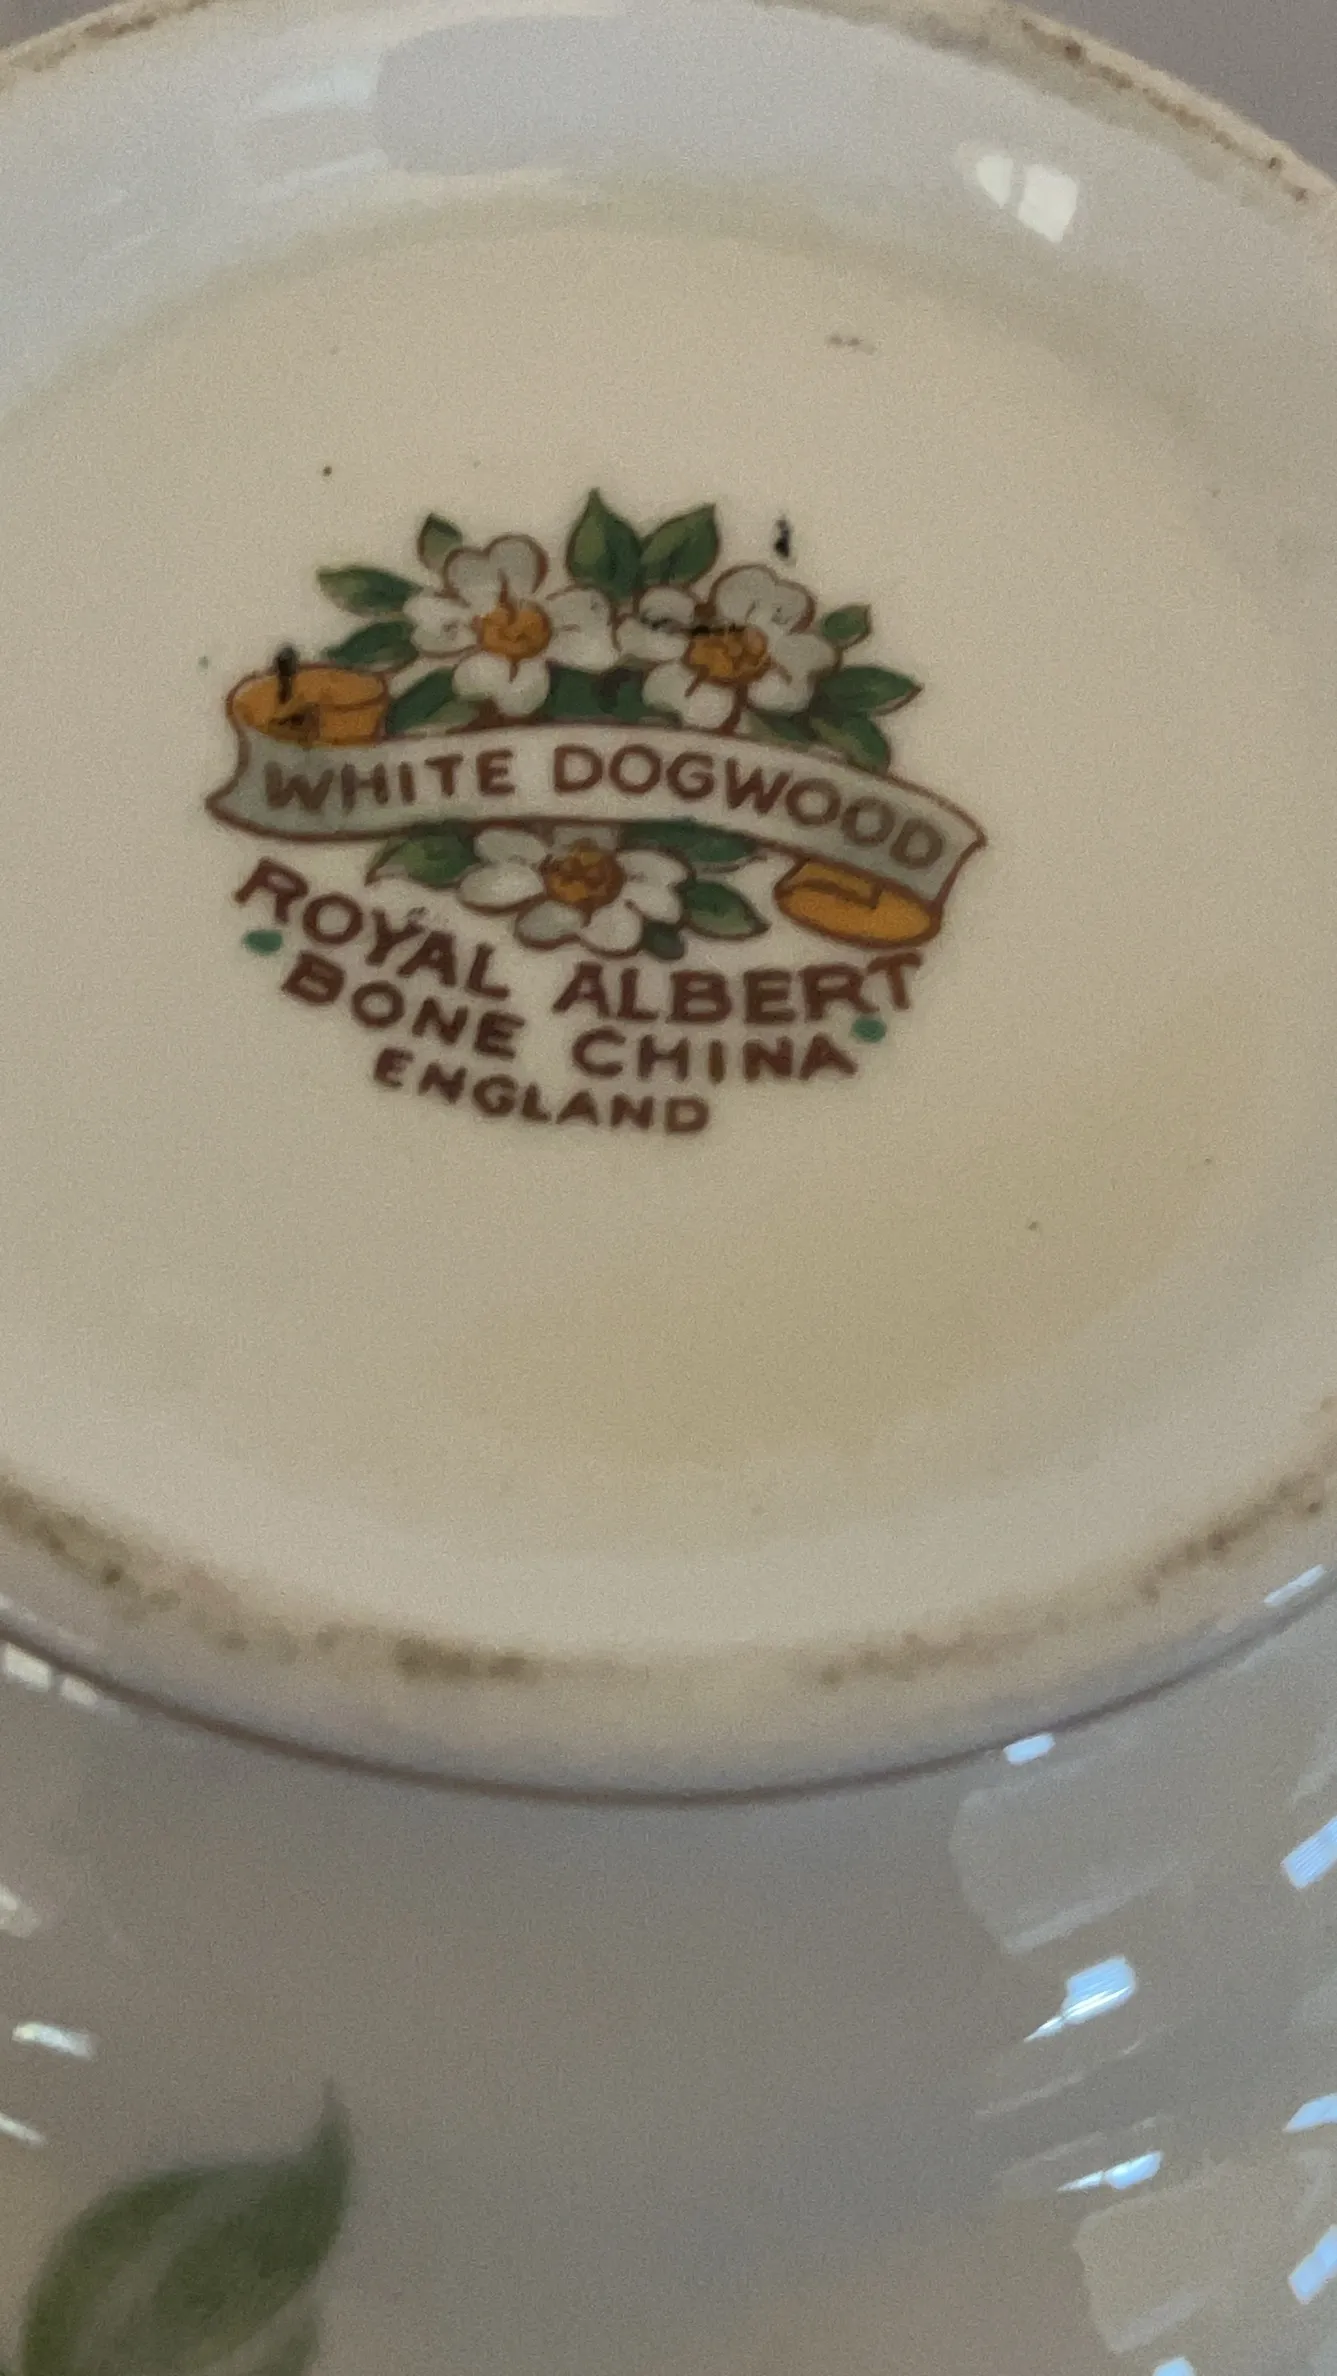 WHITE DOGWOOD
ROYAL ALBERT
BONE CHINA
ENGLAND